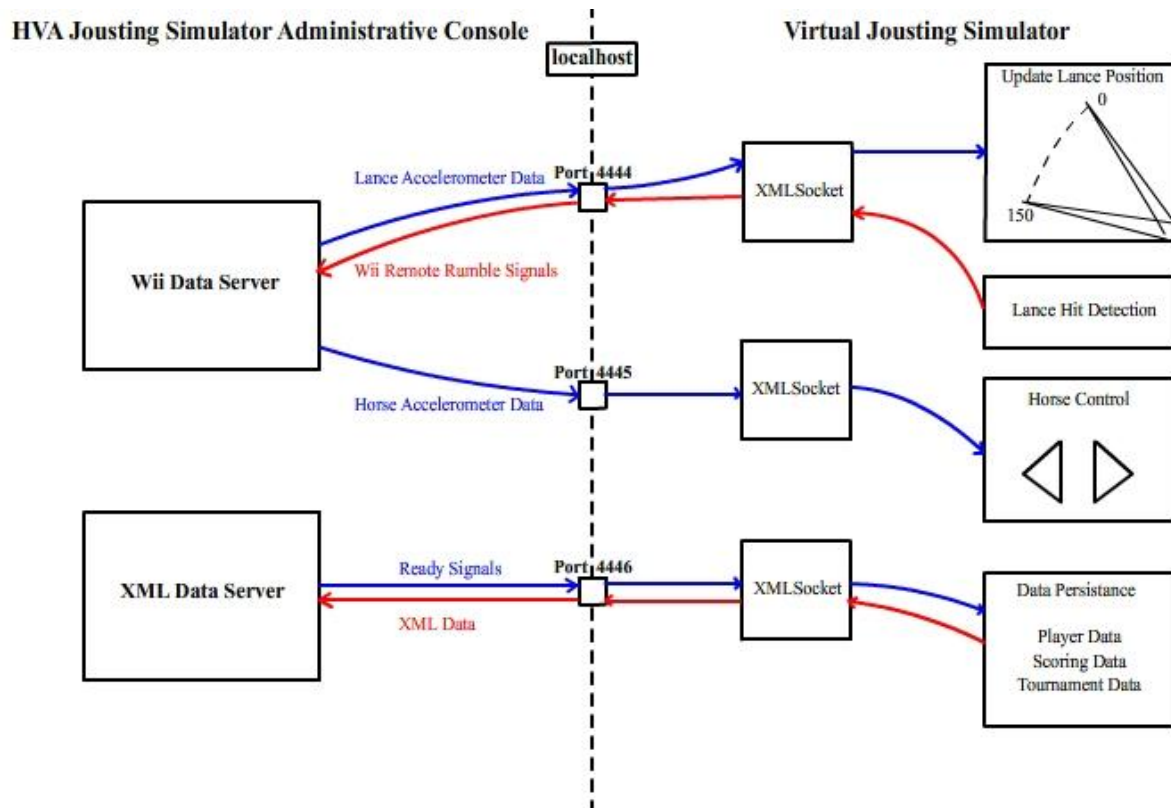 HVA Jousting Simulator Administrative Console
Virtual Jousting Simulator
localhost
Update Lance Position
0
150
Port 4444
Lance Accelerometer Data
XMLSocket
Wii Remote Rumble Signals
Wii Data Server
Lance Hit Detection
Port 4445
Horse Accelerometer Data
XMLSocket
Horse Control
Port 4446
Ready Signals
XML Data Server
XML Data
XMLSocket
Data Persistance
Player Data
Scoring Data
Tournament Data